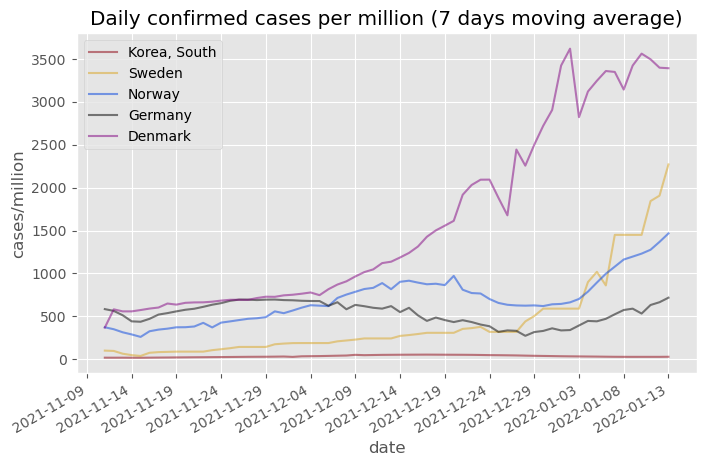 Daily confirmed cases per million (7 days moving average)
Korea, South
Sweden
Norway
Germany
Denmark
cases/million
3500
3000
2500
2000
1500
1000
500
0
2021-11-09
2021-11-14
2021-11-19
2021-11-24
2021-11-29
2021-12-04
2021-12-09
2021-12-14
2021-12-19
2021-12-24
2021-12-29
2022-01-03
2022-01-08
2022-01-13
date